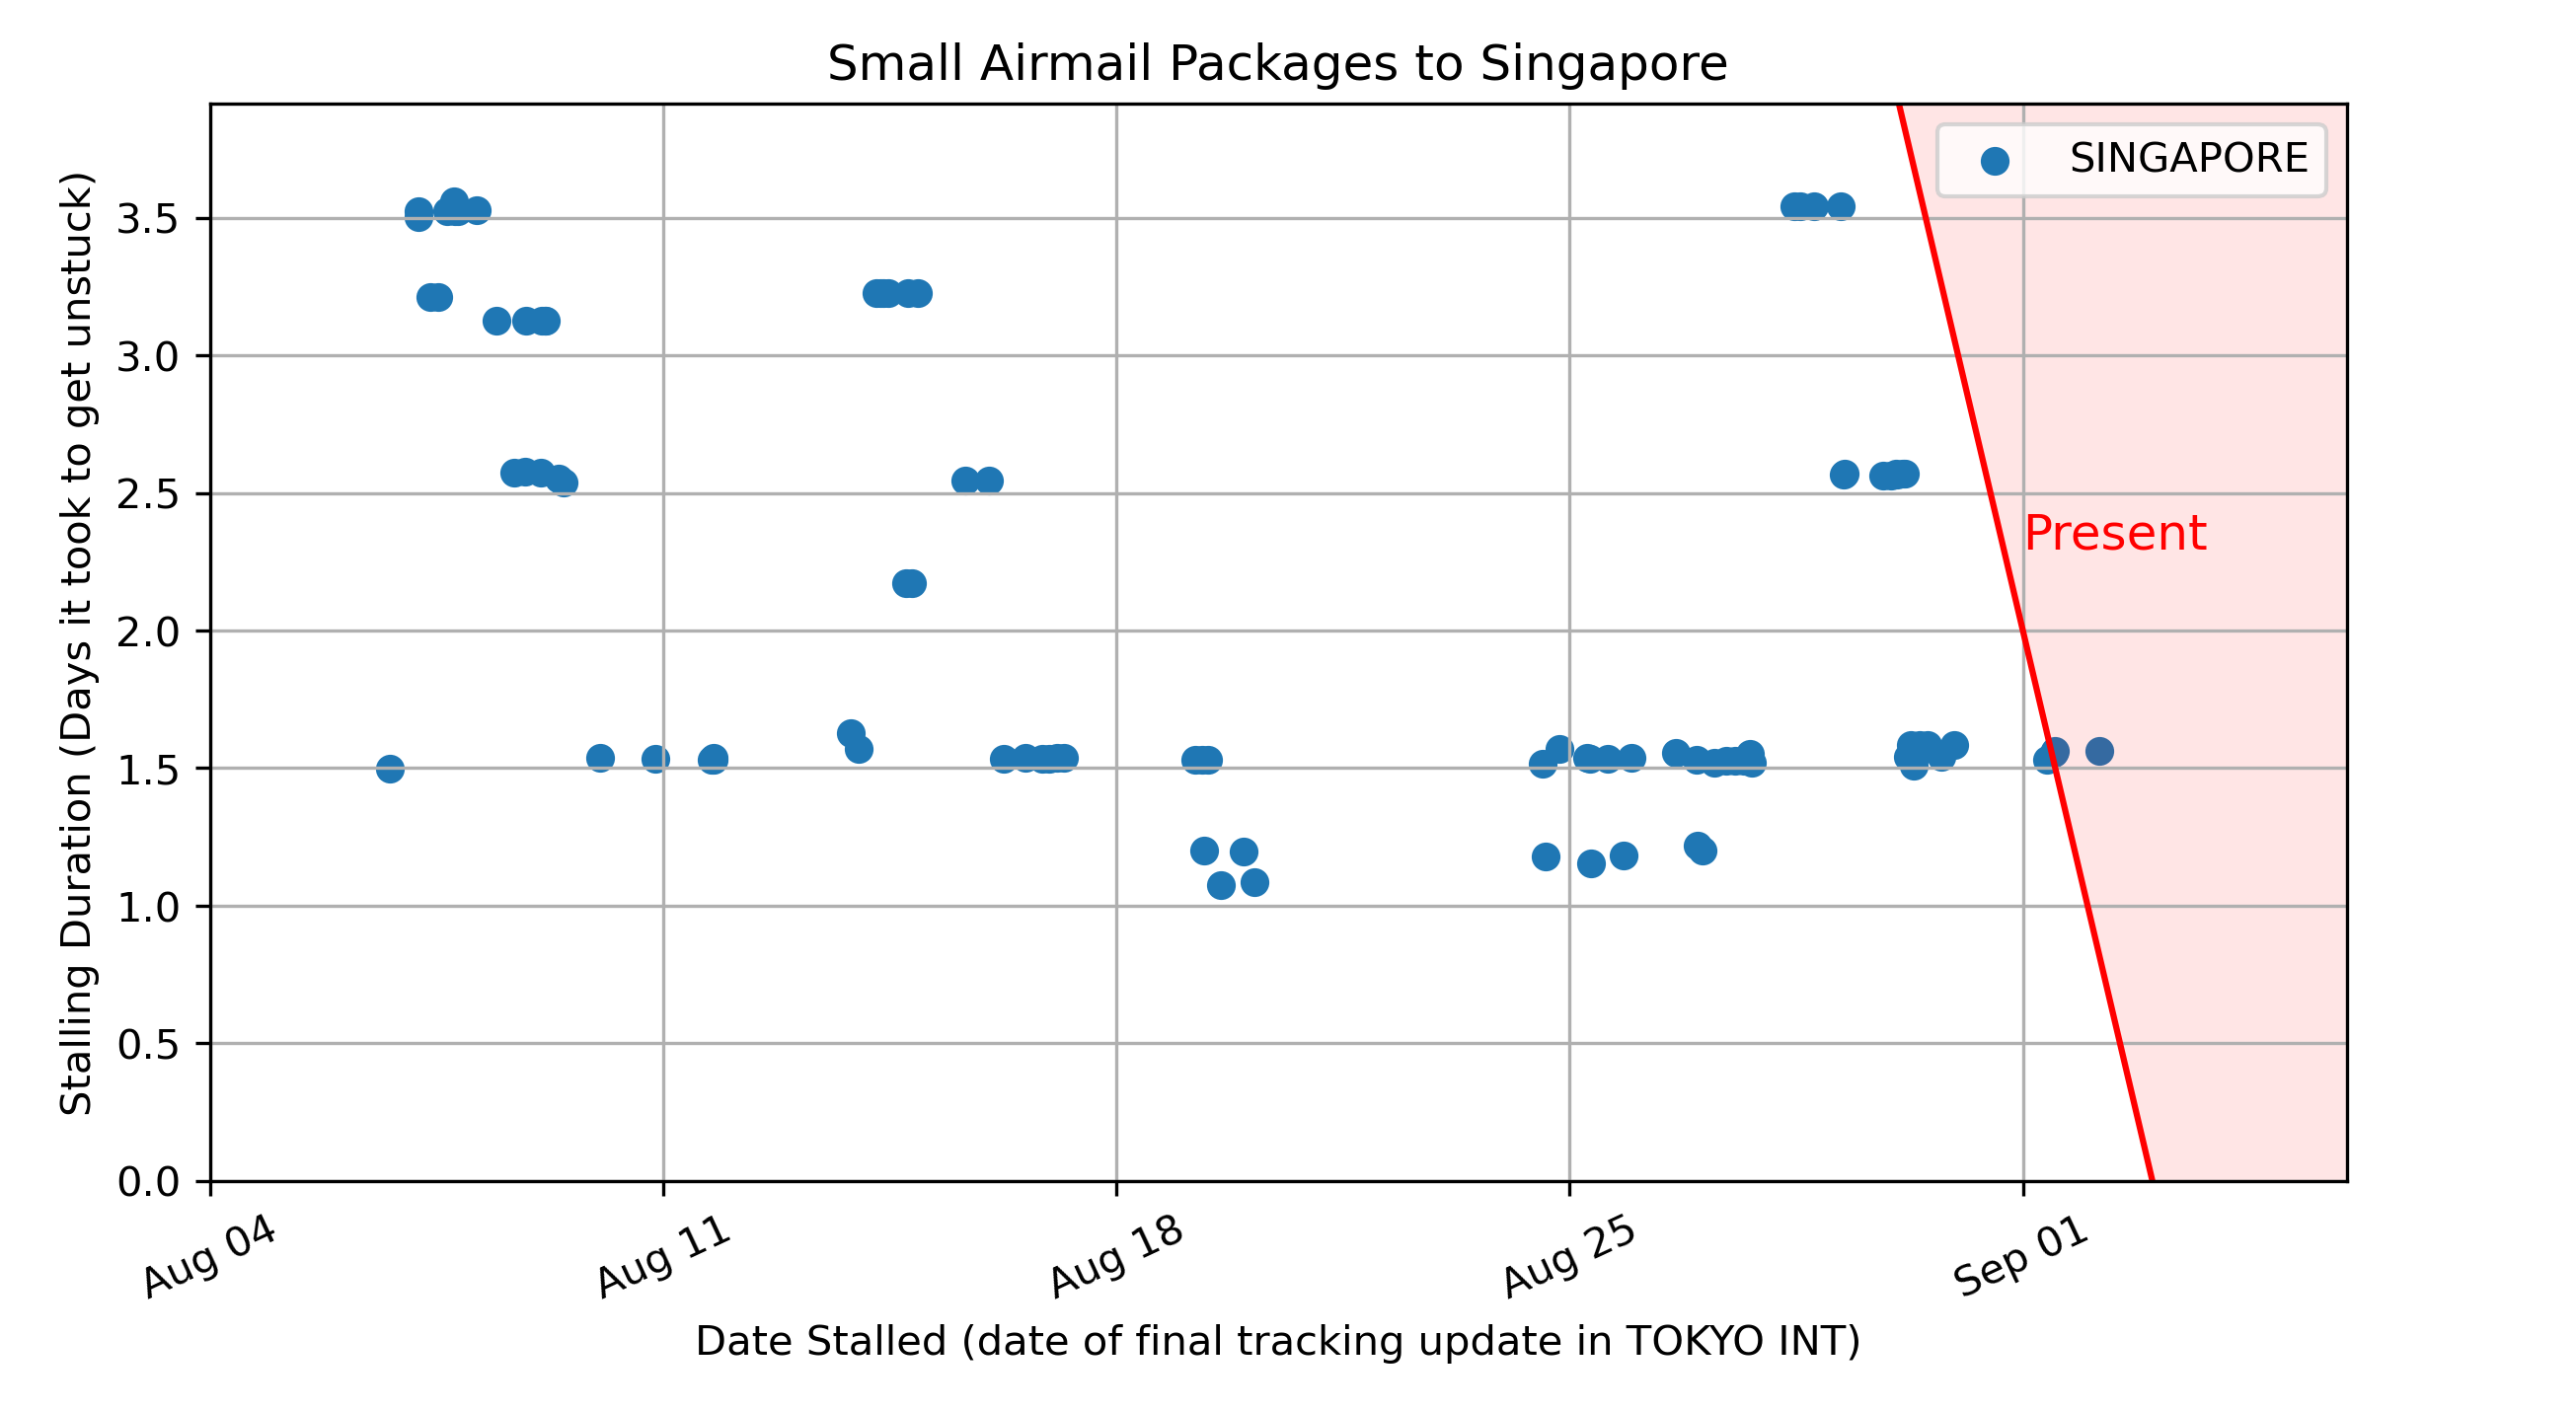 Small Airmail Packages to Singapore
SINGAPORE
Stalling Duration (Days it took to get unstuck)
3.5
3.0
2.5
2.0
1.5
1.0
0.5
0.0
Present
Aug 04
Aug 11
Aug 18
Aug 25
Sep 01
Date Stalled (date of final tracking update in TOKYO INT)